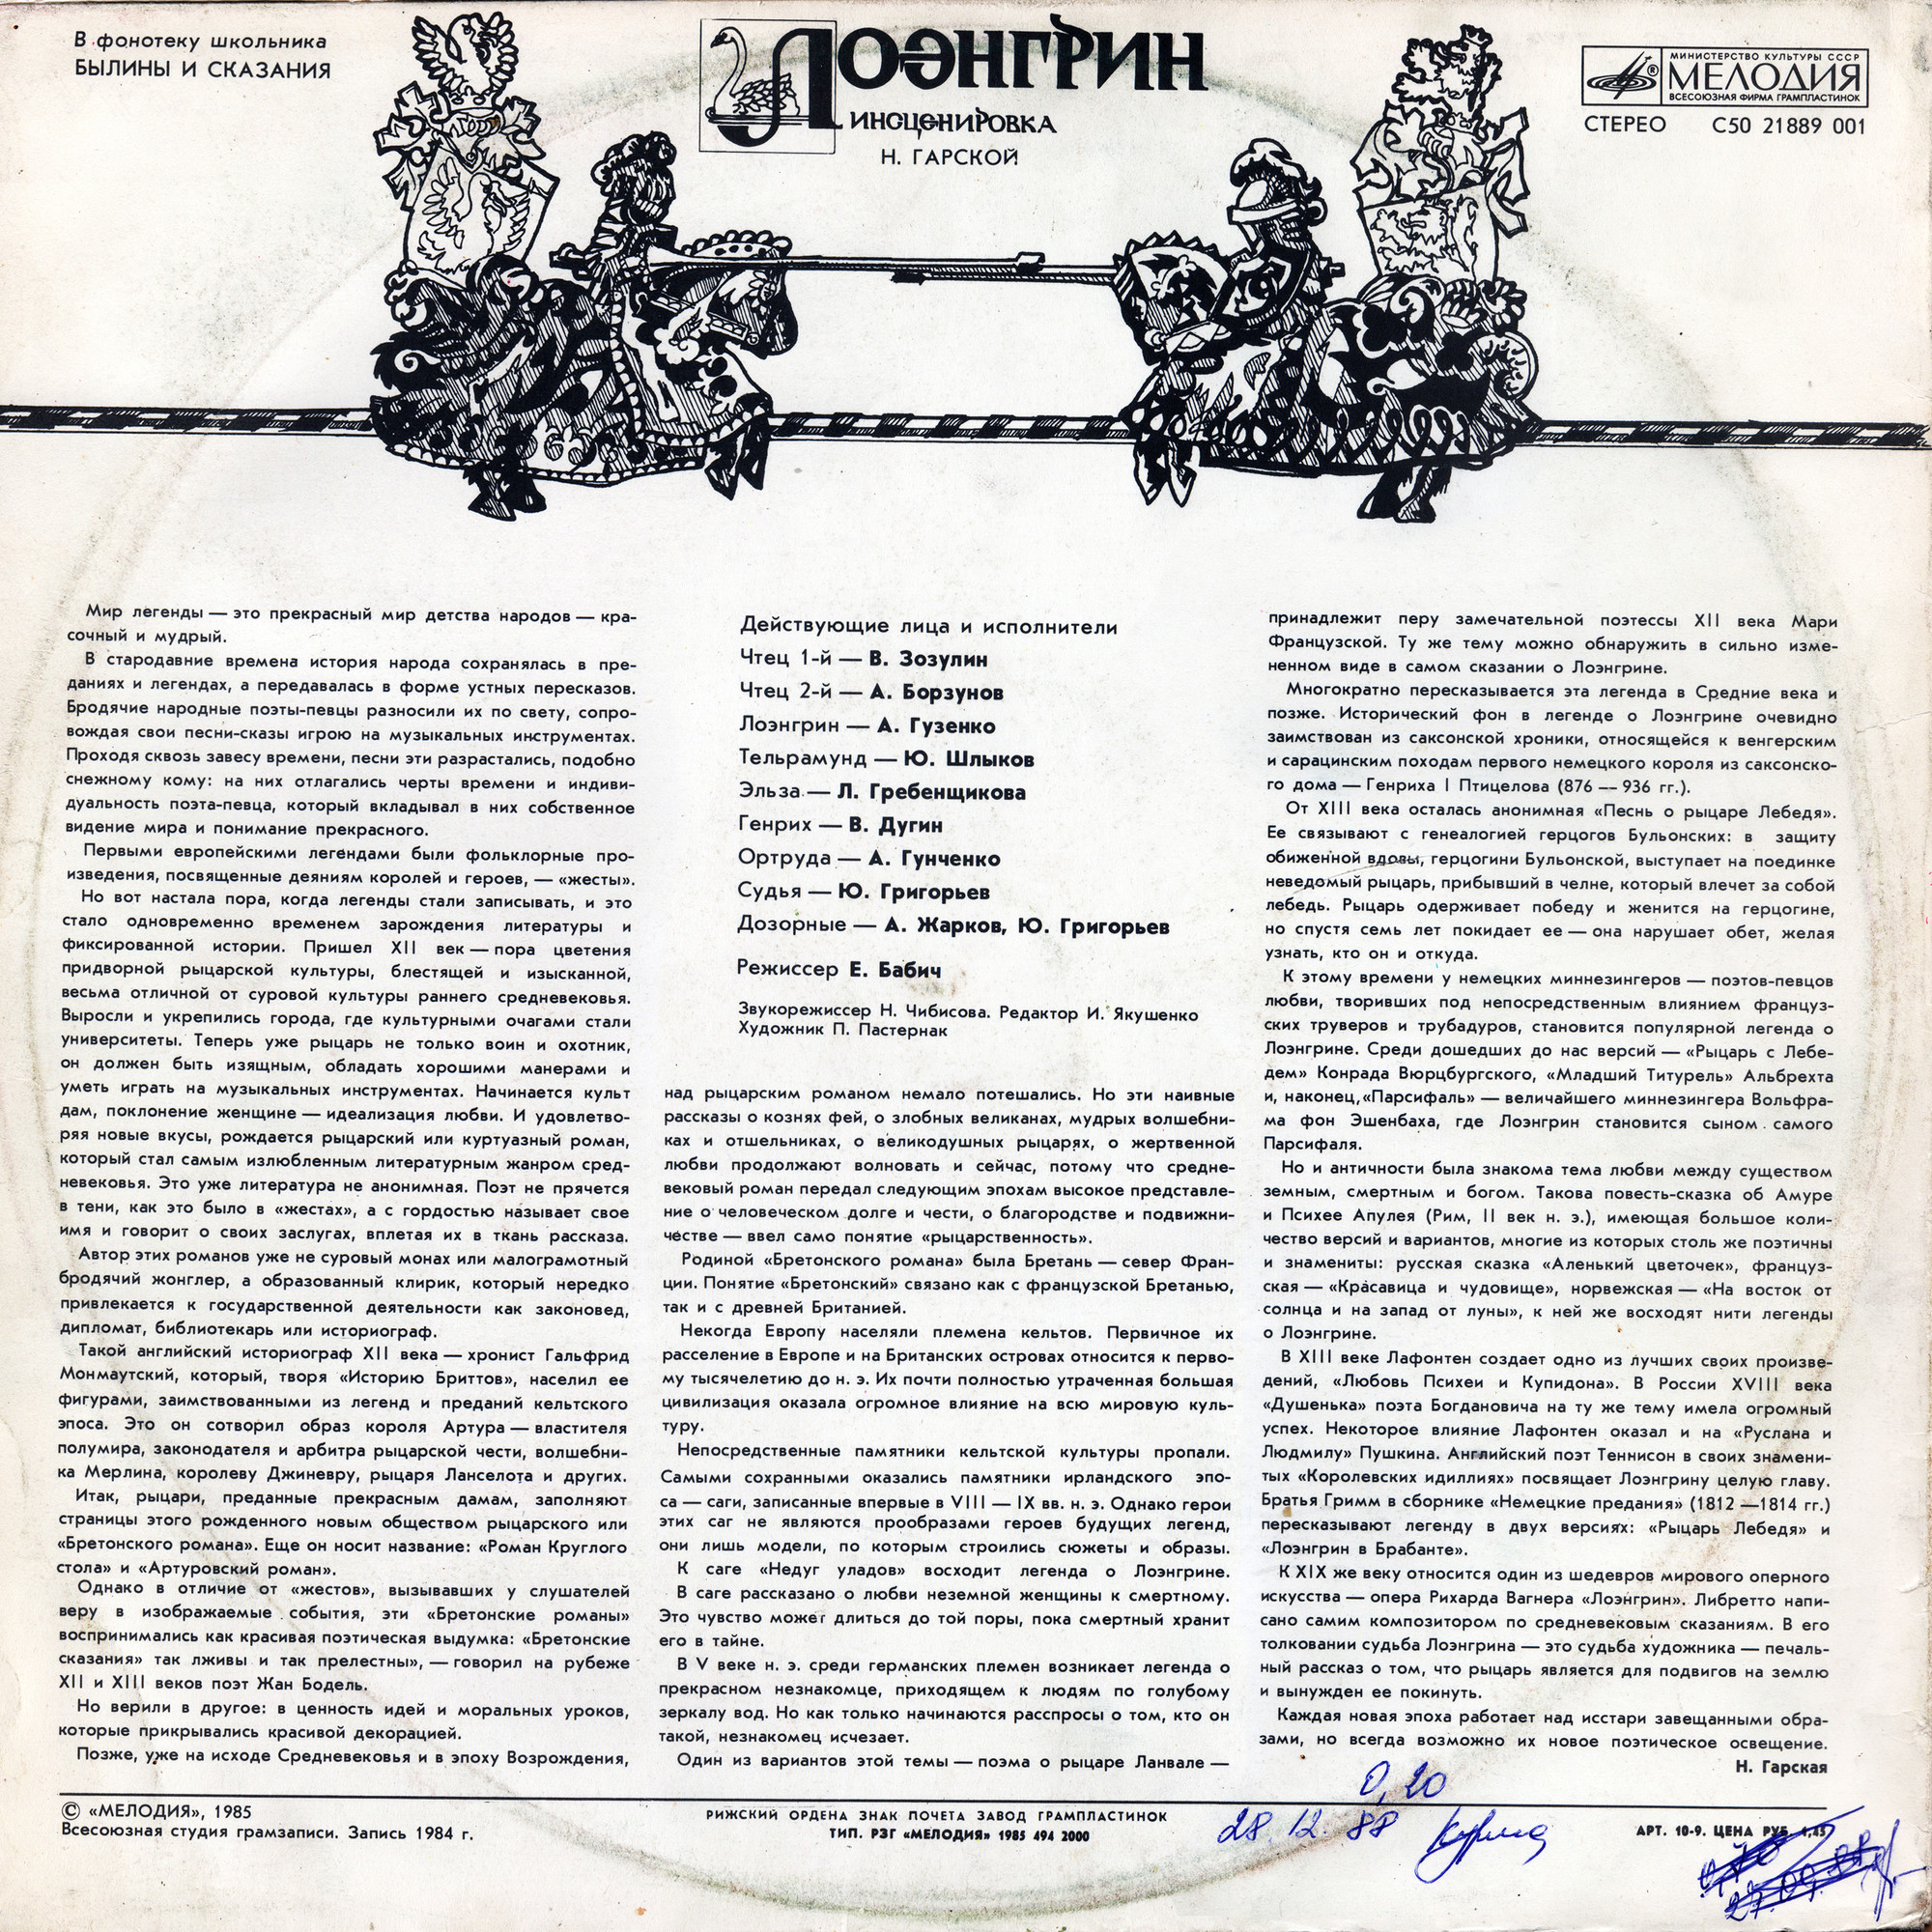 В фонотеку школьника
БЫЛИНЫ И СКАЗАНИЯ
ЛОЭНГРИН
ИНСЦЕНИРОВКА
Н. ГАРСКОЙ
МИНИСТЕРСТВО КУЛЬТУРЫ СССР
МЕЛОДИЯ
ВСЕСОЮЗНАЯ ФИРМА ГРАМПЛАСТИНОК
СТЕРЕО С50 21889 001
Мир легенды — это прекрасный мир детства народов — кра-
сочный и мудрый.
В стародавние времена история народа сохранялась в пре-
даниях и легендах, а передавалась в форме устных пересказов.
Бродячие народные поэты-певцы разносили их по свету, сопро-
вождая свои песни-сказы игрою на музыкальных инструментах.
Проходя сквозь завесу времени, песни эти разрастались, подобно
снежному кому: на них отлагались черты времени и индиви-
дуальность поэта-певца, который вкладывал в них собственное
видение мира и понимание прекрасного.
Первыми европейскими легендами были фольклорные про-
изведения, посвященные деяниям королей и героев, — «жесты».
Но вот настала пора, когда легенды стали записывать, и это
стало одновременно временем зарождения литературы и
фиксированной истории. Пришел XII век — пора цветения
придворной рыцарской культуры, блестящей и изысканной,
весьма отличной от суровой культуры раннего средневековья.
Выросли и укрепились города, где культурными очагами стали
университеты. Теперь уже рыцарь не только воин и охотник,
он должен быть изящным, обладать хорошими манерами и
уметь играть на музыкальных инструментах. Начинается культ
дам, поклонение женщине — идеализация любви. И удовлетво-
ряя новые вкусы, рождается рыцарский или куртуазный роман,
который стал самым излюбленным литературным жанром сред-
невековья. Это уже литература не анонимная. Поэт не прячется
в тени, как это было в «жестах», а с гордостью называет свое
имя и говорит о своих заслугах, вплетая их в ткань рассказа.
Автор этих романов уже не суровый монах или малограмотный
бродячий жонглер, а образованный клирик, который нередко
привлекается к государственной деятельности как законовед,
дипломат, библиотекарь или историограф.
Такой английский историограф XII века — хронист Гальфрид
Монмаутский, который, творя «Историю Бриттов», населил ее
фигурами, заимствованными из легенд и преданий кельтского
эпоса. Это он сотворил образ короля Артура — властителя
полумира, законодателя и арбитра рыцарской чести, волшебни-
ка Мерлина, королеву Джиневру, рыцаря Ланселота и других.
Итак, рыцари, преданные прекрасным дамам, заполняют
страницы этого рожденного новым обществом рыцарского или
«Бретонского романа». Еще он носит название: «Роман Круглого
стола» и «Артуровский роман».
Однако в отличие от «жестов», вызывавших у слушателей
веру в изображаемые события, эти «Бретонские романы»
воспринимались как красивая поэтическая выдумка: «Бретонские
сказания» так лживы и так прелестны», — говорил на рубеже
XII и XIII веков поэт Жан Бодель.
Но верили в другое: в ценность идей и моральных уроков,
которые прикрывались красивой декорацией.
Позже, уже на исходе Средневековья и в эпоху Возрождения,
Действующие лица и исполнители
Чтец 1-й — В. Зозулин
Чтец 2-й — А. Борзунов
Лоэнгрин — А. Гузенко
Тельрамунд — Ю. Шлыков
Эльза — Л. Гребенщикова
Генрих — В. Дугин
Ортруда — А. Гунченко
Судья — Ю. Григорьев
Дозорные — А. Жарков, Ю. Григорьев
Режиссер Е. Бабич
Звукорежиссер Н. Чибисова. Редактор И. Якушенко
Художник П. Пастернак
над рыцарским романом немало потешались. Но эти наивные
рассказы о кознях фей, о злобных великанах, мудрых волшебни-
ках и отшельниках, о великодушных рыцарях, о жертвенной
любви продолжают волновать и сейчас, потому что средне-
вековый роман передал следующим эпохам высокое представле-
ние о человеческом долге и чести, о благородстве и подвижни-
честве — ввел само понятие «рыцарственность».
Родиной «Бретонского романа» была Бретань — север Фран-
ции. Понятие «Бретонский» связано как с французской Бретанью,
так и с древней Британией.
Некогда Европу населяли племена кельтов. Первичное их
расселение в Европе и на Британских островах относится к перво-
му тысячелетию до н. э. Их почти полностью утраченная большая
цивилизация оказала огромное влияние на всю мировую куль-
туру.
Непосредственные памятники кельтской культуры пропали.
Самыми сохранными оказались памятники ирландского эпо-
са — саги, записанные впервые в VIII — IX вв. н. э. Однако герои
этих саг не являются прообразами героев будущих легенд,
они лишь модели, по которым строились сюжеты и образы.
К саге «Недуг уладов» восходит легенда о Лоэнгрине.
В саге рассказано о любви неземной женщины к смертному.
Это чувство может длиться до той поры, пока смертный хранит
его в тайне.
В V веке н. э. среди германских племен возникает легенда о
прекрасном незнакомце, приходящем к людям по голубому
зеркалу вод. Но как только начинаются расспросы о том, кто он
такой, незнакомец исчезает.
Один из вариантов этой темы — поэма о рыцаре Ланвале —
принадлежит перу замечательной поэтессы XII века Мари
Французской. Ту же тему можно обнаружить в сильно изме-
ненном виде в самом сказании о Лоэнгрине.
Многократно пересказывается эта легенда в Средние века и
позже. Исторический фон в легенде о Лоэнгрине очевидно
заимствован из саксонской хроники, относящейся к венгерским
и сарацинским походам первого немецкого короля из саксонско-
го дома — Генриха I Птицелова (876 — 936 гг.).
От XIII века осталась анонимная «Песнь о рыцаре Лебедя».
Ее связывают с генеалогией герцогов Бульонских: в защиту
обиженной вдовы, герцогини Бульонской, выступает на поединке
неведомый рыцарь, прибывший в челне, который влечет за собой
лебедь. Рыцарь одерживает победу и женится на герцогине,
но спустя семь лет покидает ее — она нарушает обет, желая
узнать, кто он и откуда.
К этому времени у немецких миннезингеров — поэтов-певцов
любви, творивших под непосредственным влиянием француз-
ских труверов и трубадуров, становится популярной легенда о
Лоэнгрине. Среди дошедших до нас версий — «Рыцарь с Лебе-
дем» Конрада Вюрцбургского, «Младший Титурель» Альбрехта
и, наконец, «Парсифаль» — величайшего миннезингера Вольфра-
ма фон Эшенбаха, где Лоэнгрин становится сыном самого
Парсифаля.
Но и античности была знакома тема любви между существом
земным, смертным и богом. Такова повесть-сказка об Амуре
и Психее Апулея (Рим, II век н. э.), имеющая большое коли-
чество версий и вариантов, многие из которых столь же поэтичны
и знамениты: русская сказка «Аленький цветочек», француз-
ская — «Красавица и чудовище», норвежская — «На восток от
солнца и на запад от луны», к ней же восходят нити легенды
о Лоэнгрине.
В XIII веке Лафонтен создает одно из лучших своих произве-
дений, «Любовь Психеи и Купидона». В России XVIII века
«Душенька» поэта Богдановича на ту же тему имела огромный
успех. Некоторое влияние Лафонтен оказал и на «Руслана и
Людмилу» Пушкина. Английский поэт Теннисон в своих знамени-
тых «Королевских идиллиях» посвящает Лоэнгрину целую главу.
Братья Гримм в сборнике «Немецкие предания» (1812 —1814 гг.)
пересказывают легенду в двух версиях: «Рыцарь Лебедя» и
«Лоэнгрин в Брабанте».
К XIX же веку относится один из шедевров мирового оперного
искусства — опера Рихарда Вагнера «Лоэнгрин». Либретто напи-
сано самим композитором по средневековым сказаниям. В его
толковании судьба Лоэнгрина — это судьба художника — печаль-
ный рассказ о том, что рыцарь является для подвигов на землю
и вынужден ее покинуть.
Каждая новая эпоха работает над исстари завещанными обра-
зами, но всегда возможно их новое поэтическое освещение.
Н. Гарская
0,20
© «МЕЛОДИЯ», 1985
Всесоюзная студия грамзаписи. Запись 1984 г.
РИЖСКИЙ ОРДЕНА ЗНАК ПОЧЕТА ЗАВОД ГРАМПЛАСТИНОК
ТИП. РЗГ «МЕЛОДИЯ» 1985 494 2000
28.12.88
АРТ. 10-9. ЦЕНА РУБ. 1,45